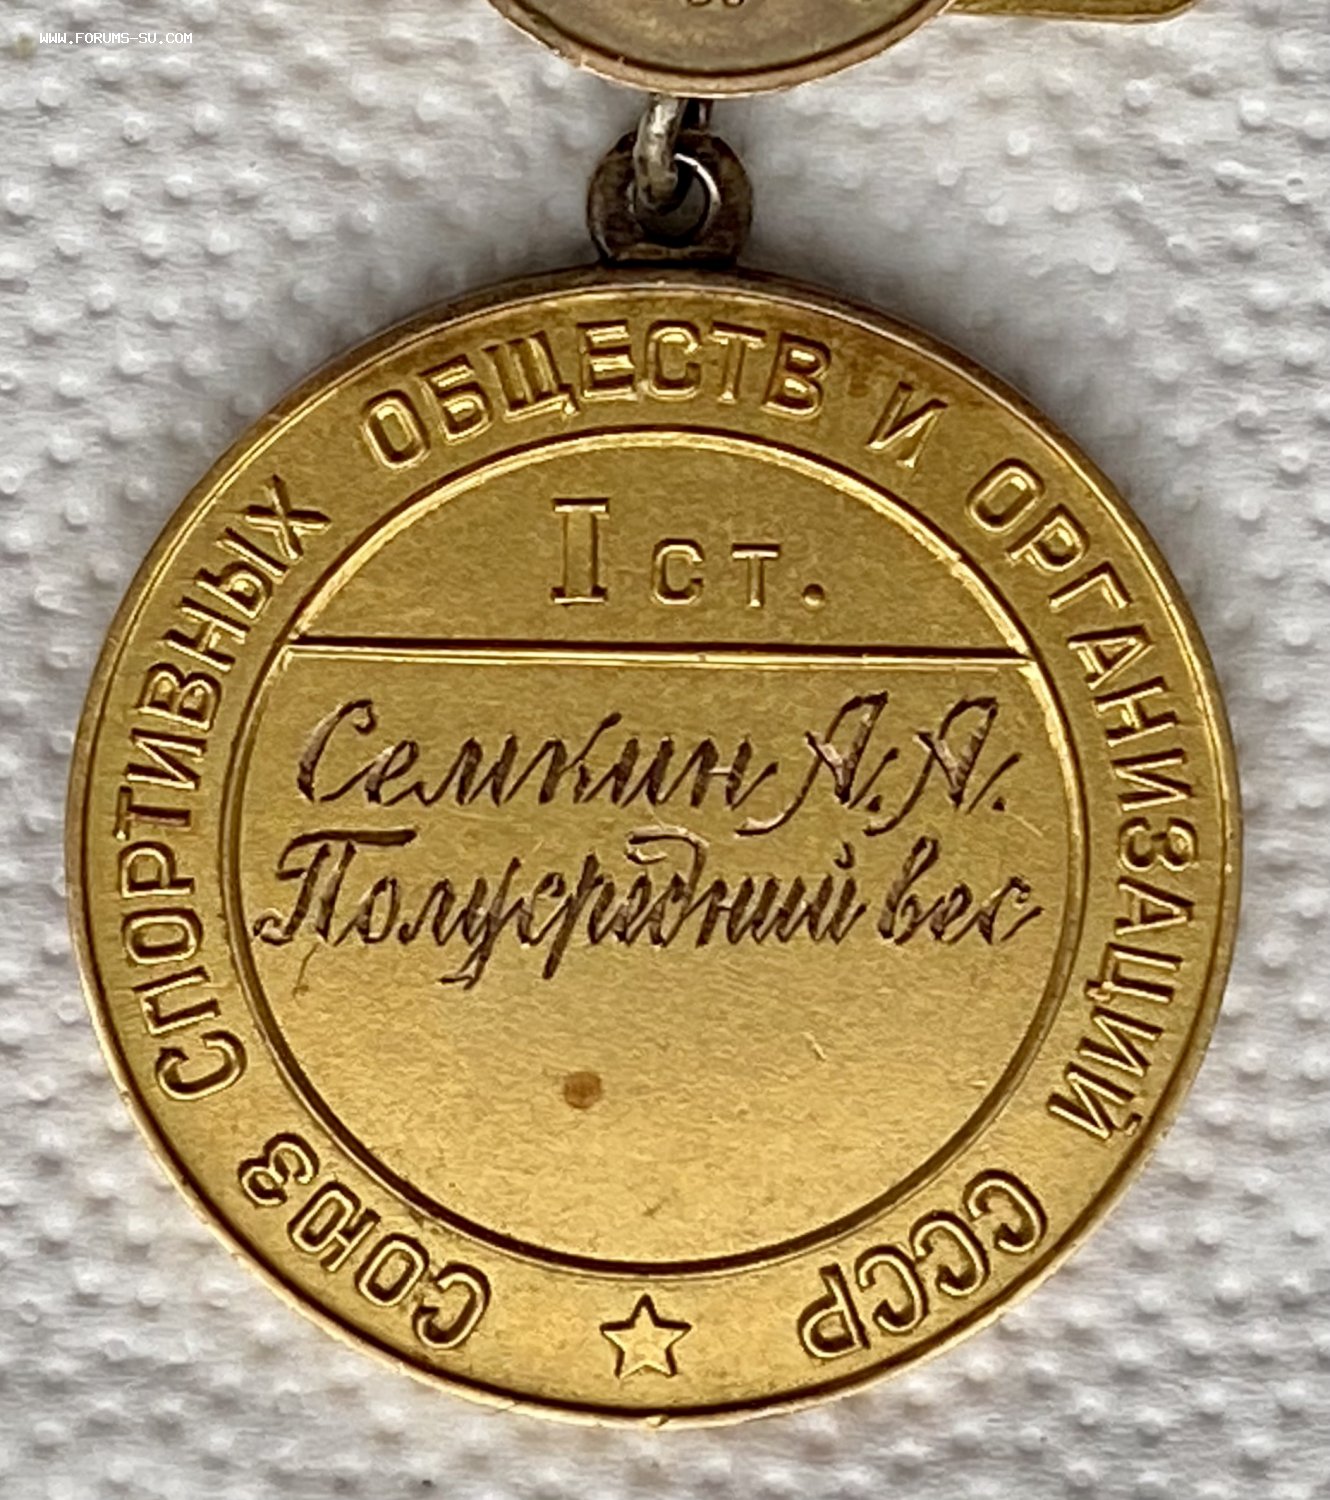 WWW.FORUMS-SU.COM
СОЮЗ СПОРТИВНЫХ ОБЩЕСТВ И ОРГАНИЗАЦИЙ СССР
I ст.
Семкин А.Я.
Полусредний вес